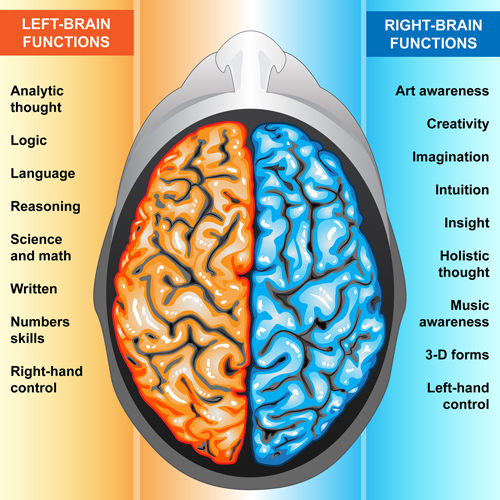 LEFT-BRAIN
FUNCTIONS
Analytic
thought
Logic
Language
Reasoning
Science
and math
Written
Numbers
skills
Right-hand
control
RIGHT-BRAIN
FUNCTIONS
Art awareness
Creativity
Imagination
Intuition
Insight
Holistic
thought
Music
awareness
3-D forms
Left-hand
control